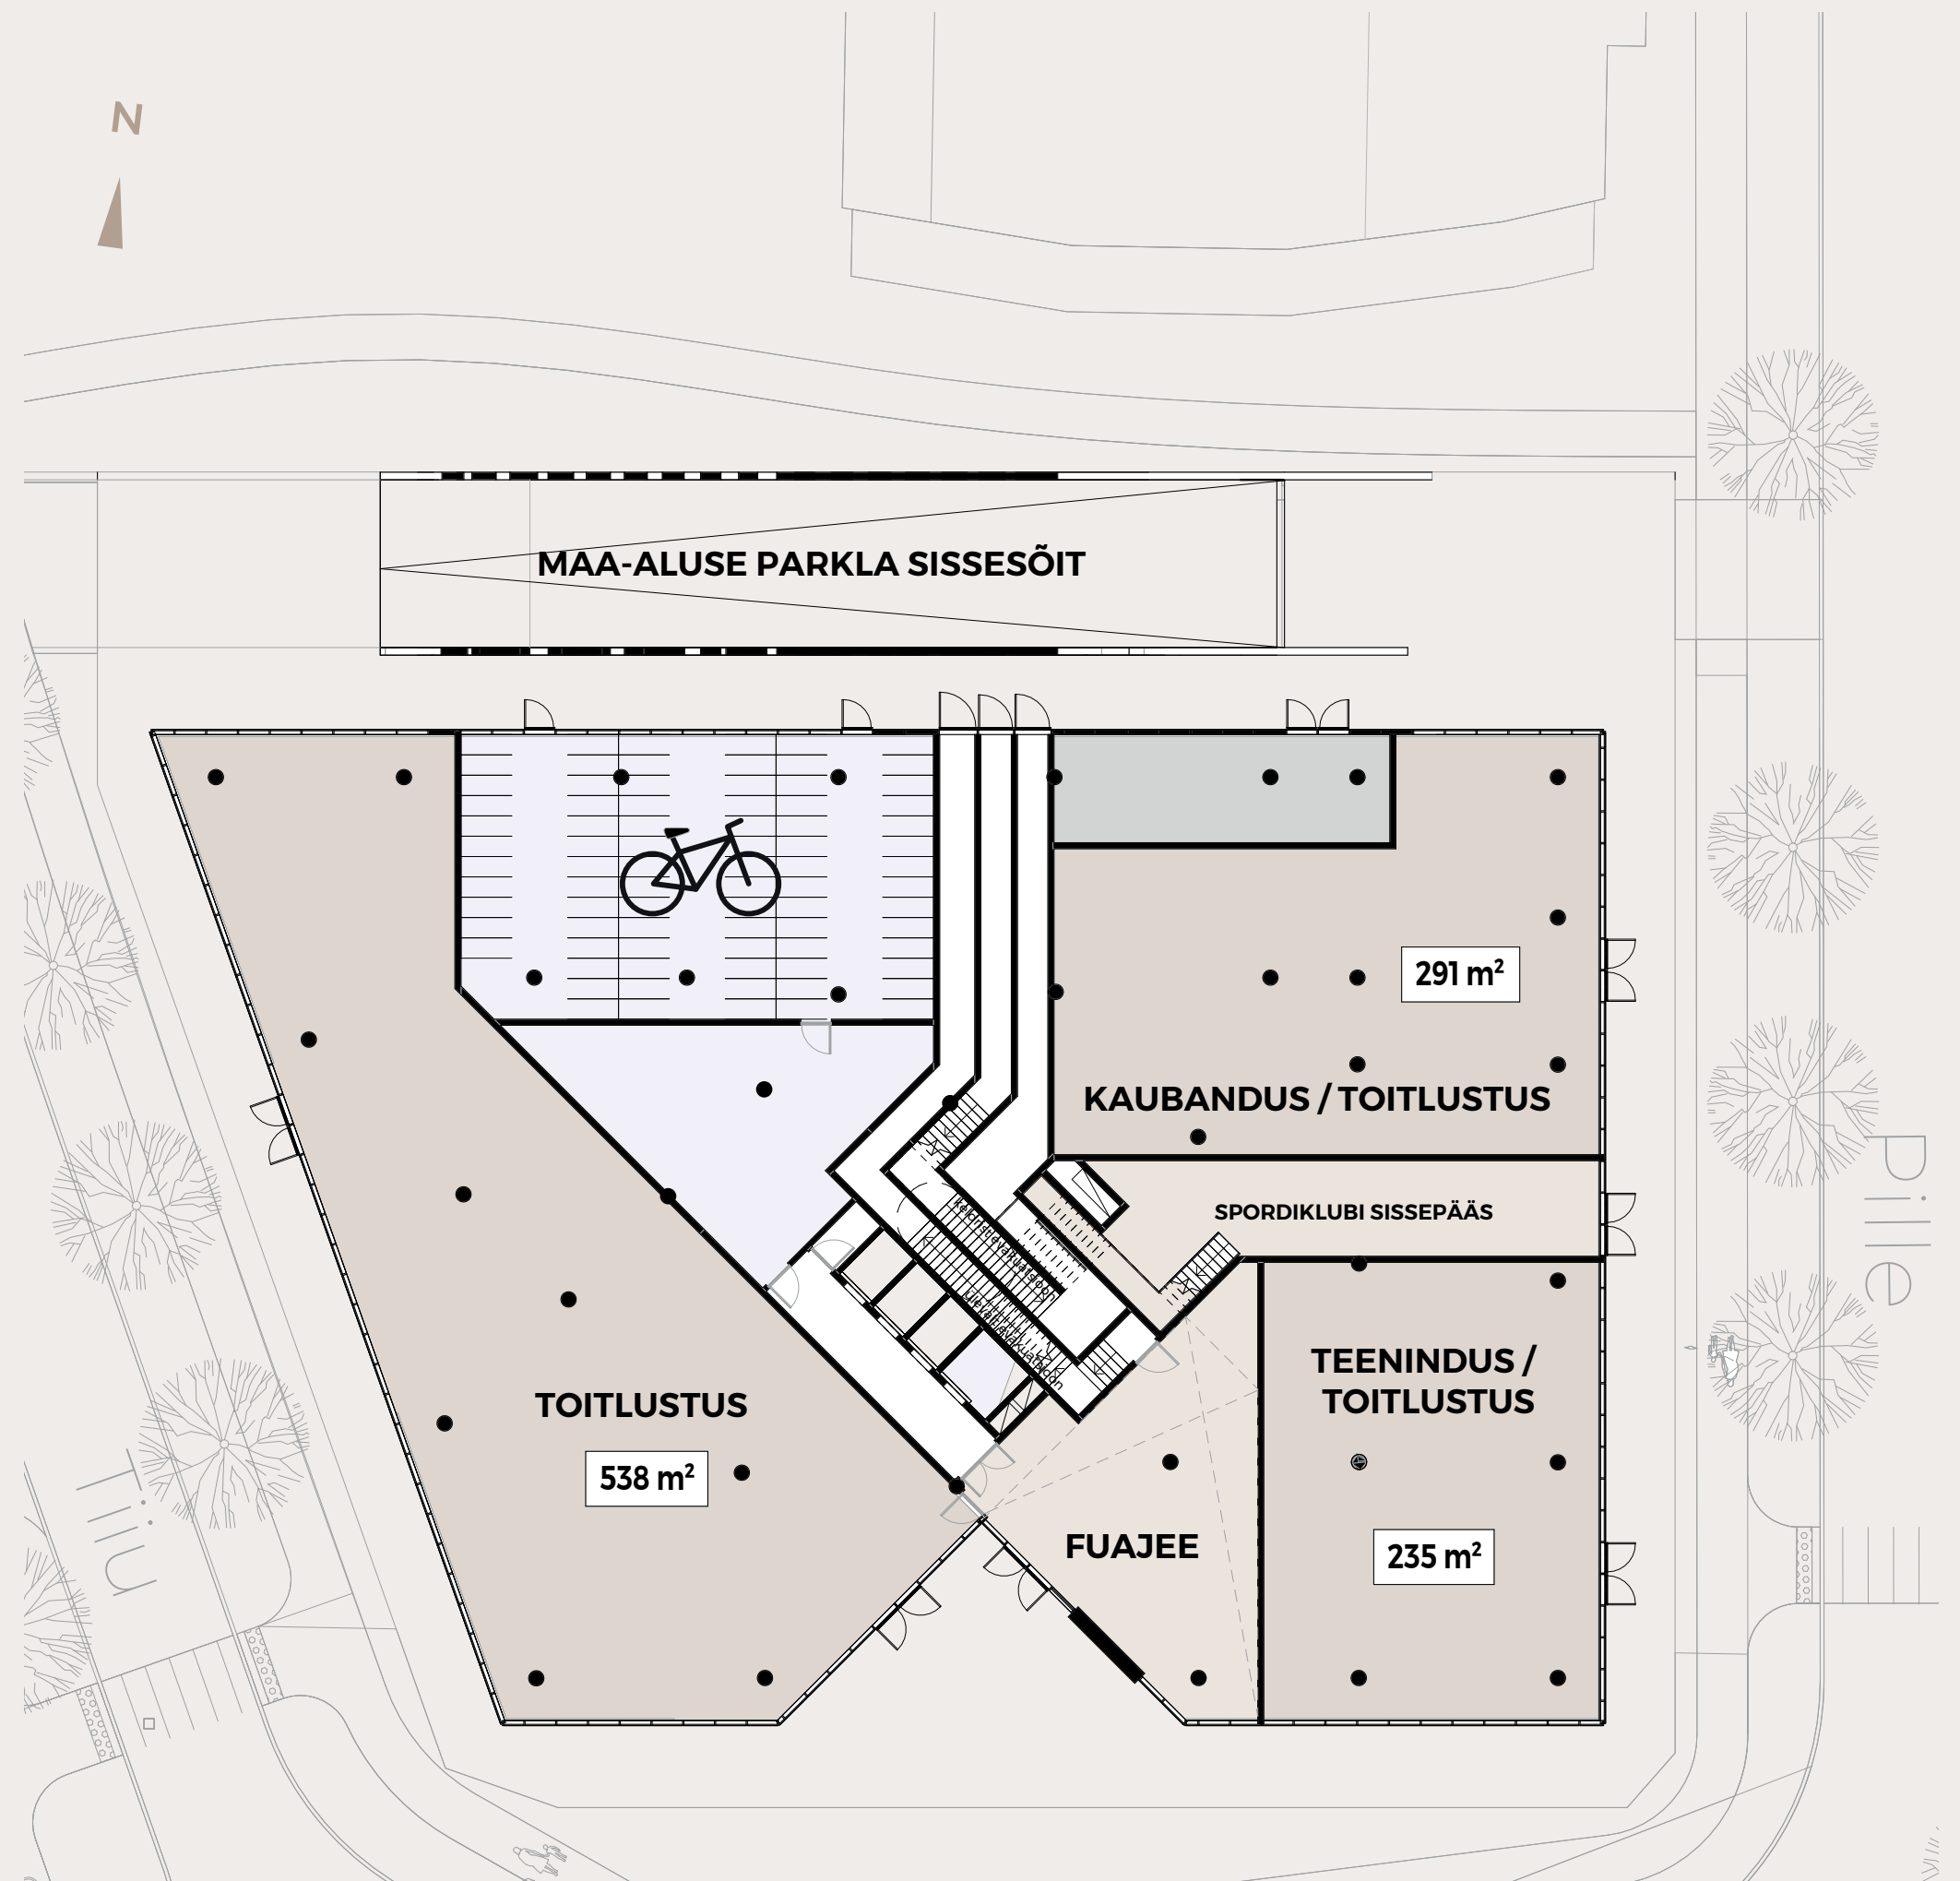 N
MAA-ALUSE PARKLA SISSESÕIT
291 m²
KAUBANDUS / TOITLUSTUS
SPORDIKLUBI SISSEPÄÄS
TEENINDUS /
TOITLUSTUS
235 m²
TOITLUSTUS
538 m²
FUAJEE
Tiiu
Pille